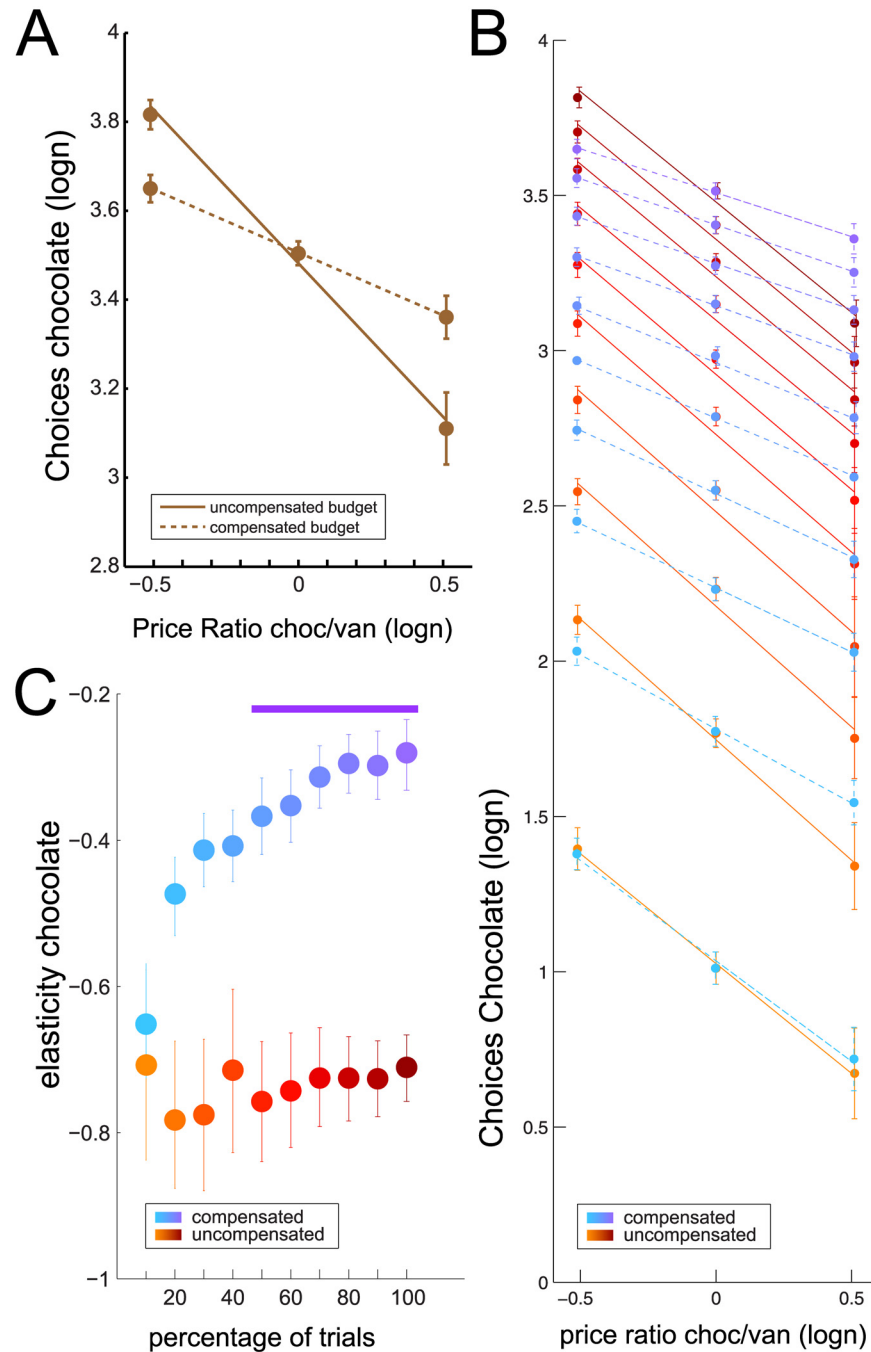 A
Choices chocolate (logn)
4
3.8
3.6
3.4
3.2
3
2.8
−0.5
0
0.5
uncompensated budget
compensated budget
Price Ratio choc/van (logn)
B
Choices Chocolate (logn)
4
3.5
3
2.5
2
1.5
1
0.5
0
−0.5
0
0.5
compensated
uncompensated
price ratio choc/van (logn)
C
elasticity chocolate
−0.2
−0.4
−0.6
−0.8
−1
20
40
60
80
100
compensated
uncompensated
percentage of trials